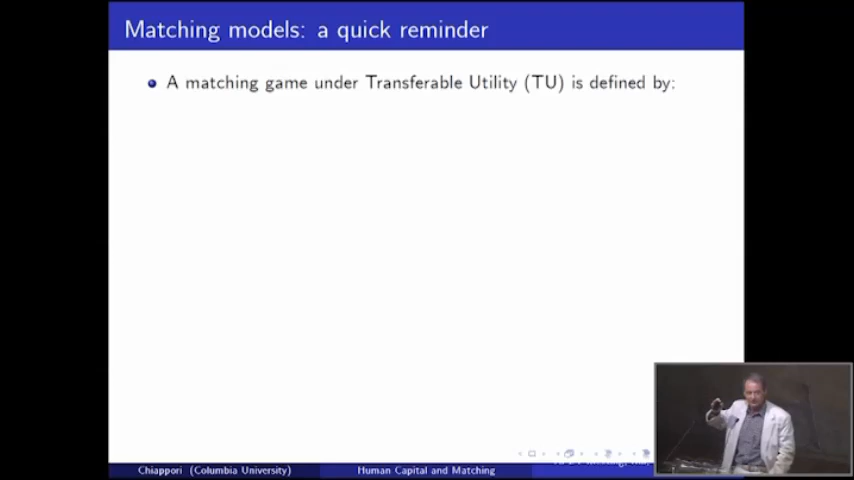 Matching models: a quick reminder
A matching game under Transferable Utility (TU) is defined by:
Chiappori (Columbia University)
Human Capital and Matching